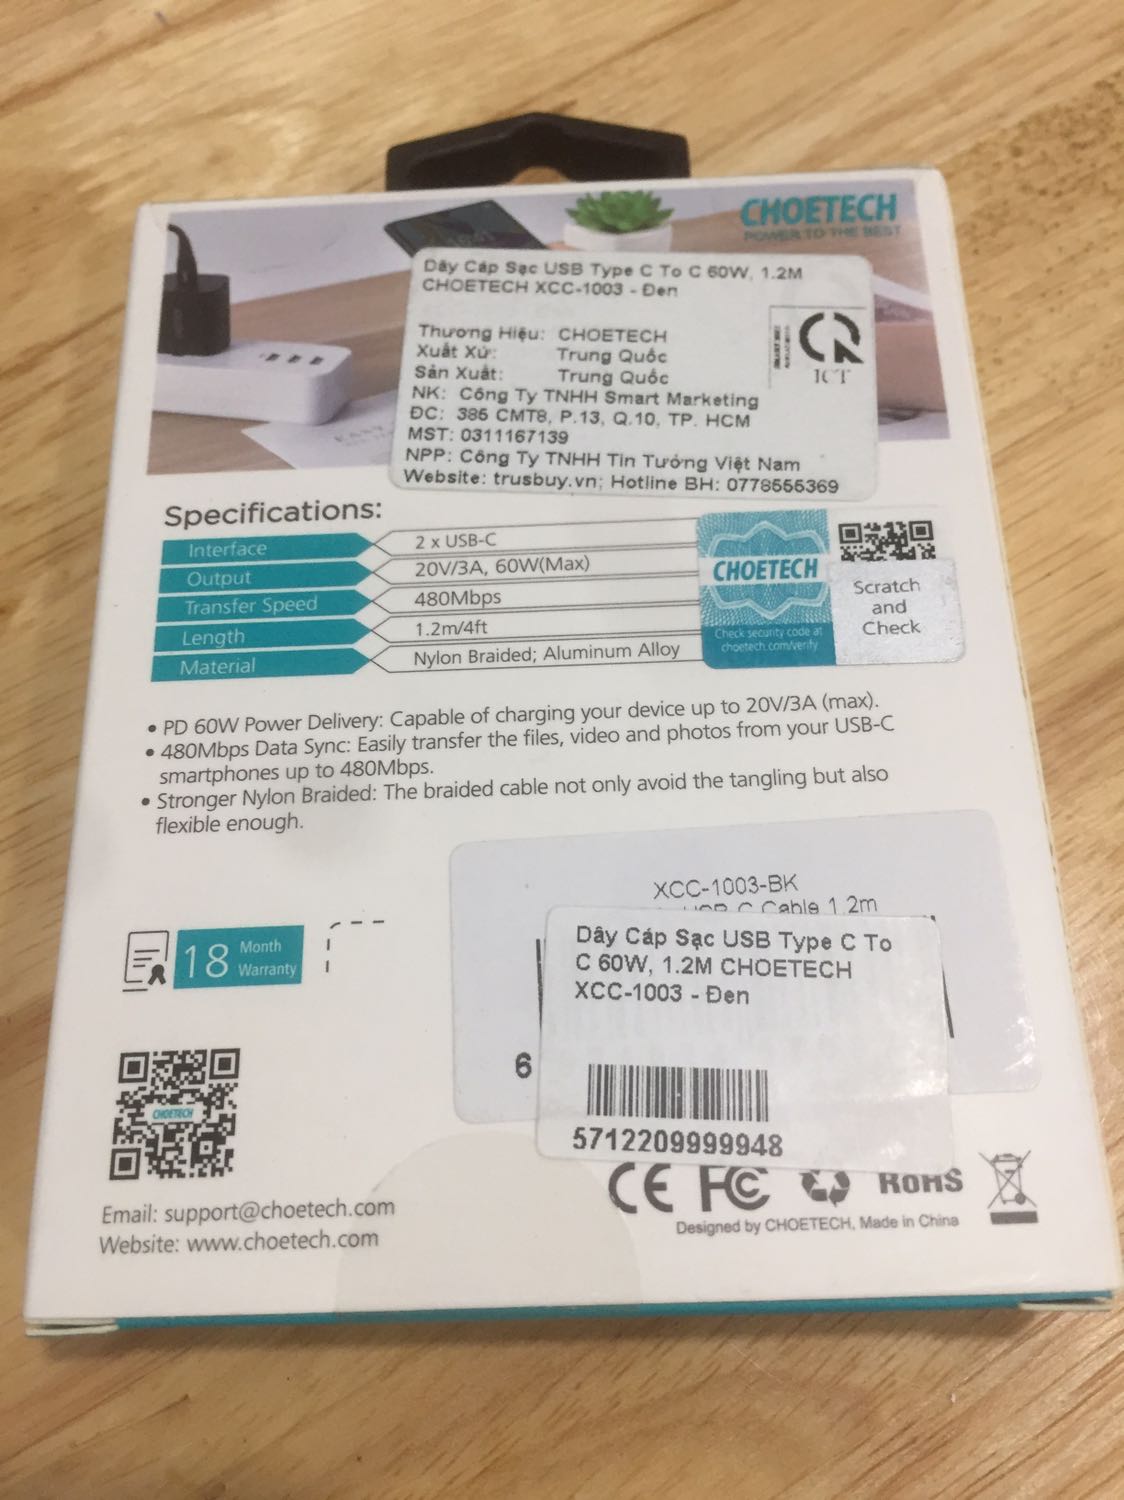 CHOETECH
POWER TO THE BEST
Dây Cáp Sạc USB Type C To C 60W, 1.2M
CHOETECH XCC-1003 - Đen
Thương Hiệu: CHOETECH
Xuất Xứ: Trung Quốc
Sản Xuất: Trung Quốc
NK: Công Ty TNHH Smart Marketing
ĐC: 385 CMT8, P.13, Q.10, TP. HCM
MST: 0311167139
NPP: Công Ty TNHH Tin Tưởng Việt Nam
Website: trusbuy.vn; Hotline BH: 0778555369
ICT
Specifications:
Interface 2 x USB-C
Output 20V/3A, 60W(Max)
Transfer Speed 480Mbps
Length 1.2m/4ft
Material Nylon Braided; Aluminum Alloy
CHOETECH
Check security code at
choetech.com/verify
Scratch
and
Check
• PD 60W Power Delivery: Capable of charging your device up to 20V/3A (max).
• 480Mbps Data Sync: Easily transfer the files, video and photos from your USB-C
smartphones up to 480Mbps.
• Stronger Nylon Braided: The braided cable not only avoid the tangling but also
flexible enough.
XCC-1003-BK
C Cable 1.2m
Dây Cáp Sạc USB Type C To
C 60W, 1.2M CHOETECH
XCC-1003 - Đen
6
5712209999948
18 Month
Warranty
CHOETECH
Email: support@choetech.com
Website: www.choetech.com
CE FC RoHS
Designed by CHOETECH, Made in China